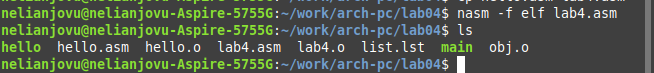 nelianjovu@nelianjovu-Aspire-5755G:~/work/arch-pc/lab04$ nasm -f elf lab4.asm
nelianjovu@nelianjovu-Aspire-5755G:~/work/arch-pc/lab04$ ls
hello hello.asm hello.o lab4.asm lab4.o list.lst main obj.o
nelianjovu@nelianjovu-Aspire-5755G:~/work/arch-pc/lab04$